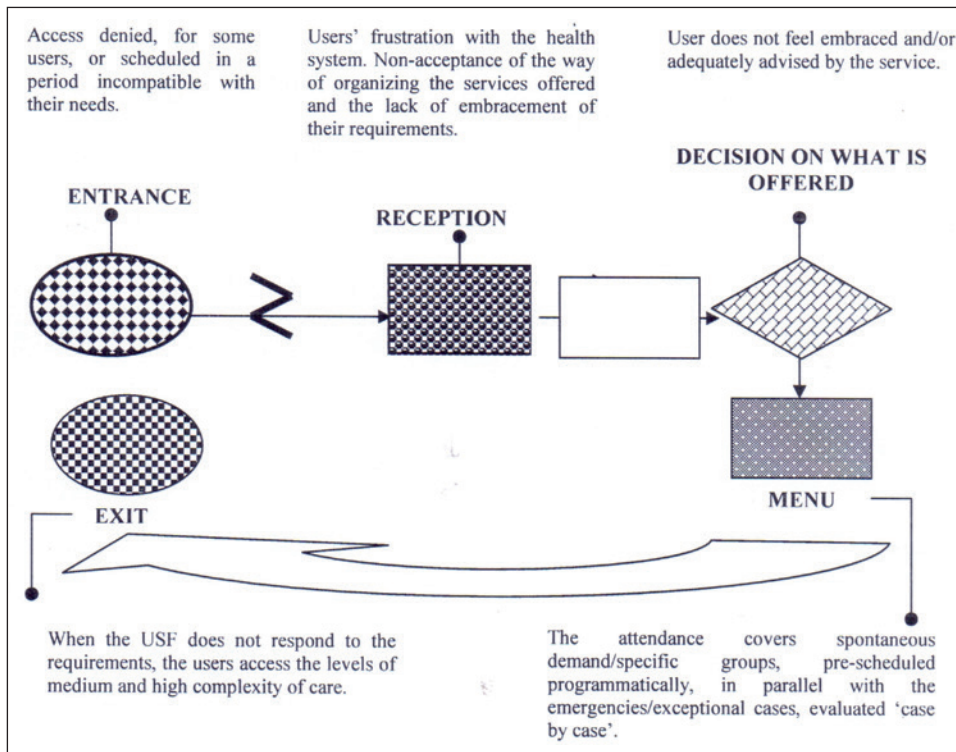 Access denied, for some
users, or scheduled in a
period incompatible with
their needs.
Users' frustration with the health
system. Non-acceptance of the way
of organizing the services offered
and the lack of embracement of
their requirements.
User does not feel embraced and/or
adequately advised by the service.
ENTRANCE
RECEPTION
DECISION ON WHAT IS
OFFERED
EXIT
MENU
When the USF does not respond to the
requirements, the users access the levels of
medium and high complexity of care.
The attendance covers spontaneous
demand/specific groups, pre-scheduled
programmatically, in parallel with the
emergencies/exceptional cases, evaluated 'case
by case'.